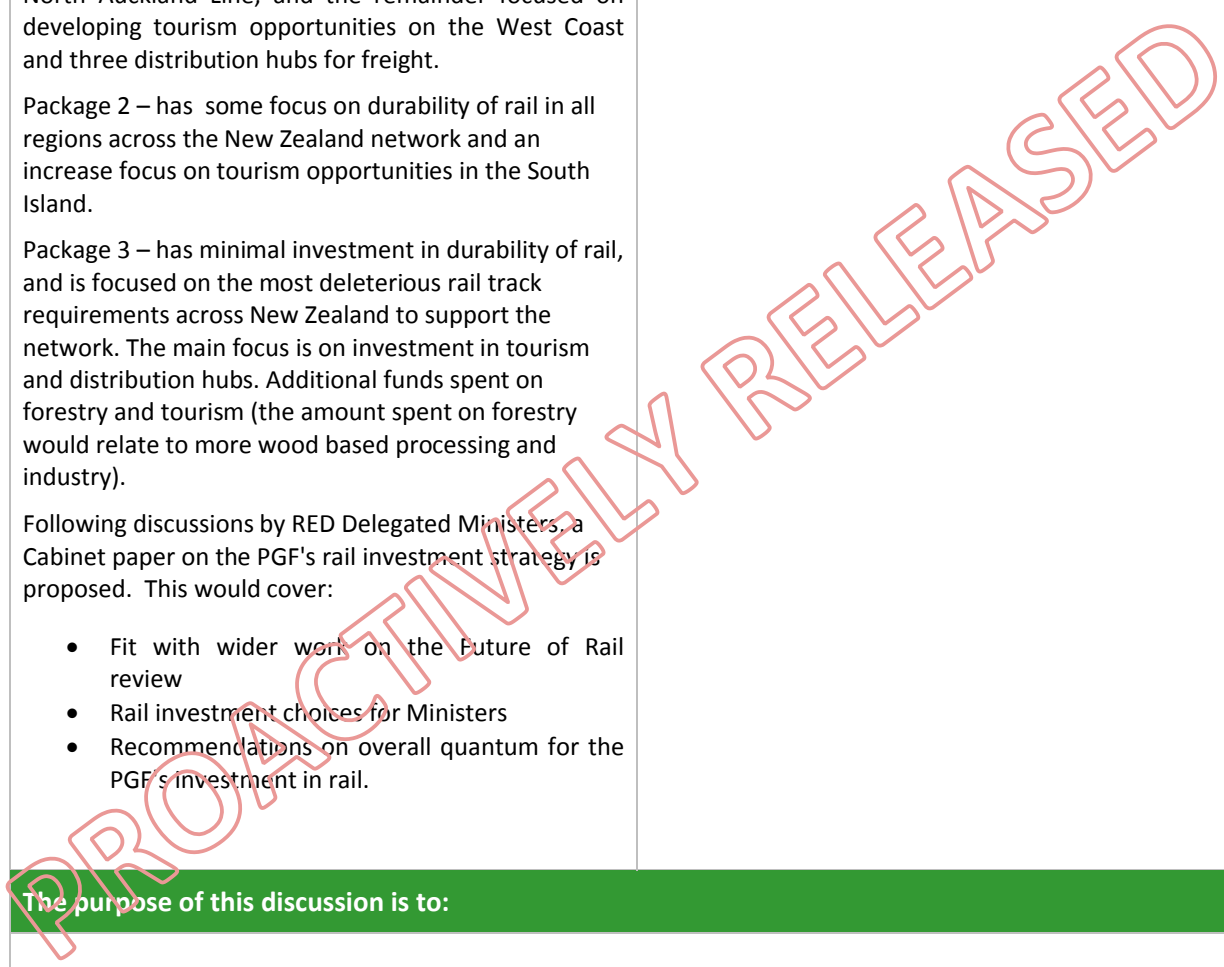 North Auckland Line, and the remainder focused on
developing tourism opportunities on the West Coast
and three distribution hubs for freight.
Package 2 – has some focus on durability of rail in all
regions across the New Zealand network and an
increase focus on tourism opportunities in the South
Island.
Package 3 – has minimal investment in durability of rail,
and is focused on the most deleterious rail track
requirements across New Zealand to support the
network. The main focus is on investment in tourism
and distribution hubs. Additional funds spent on
forestry and tourism (the amount spent on forestry
would relate to more wood based processing and
industry).
Following discussions by RED Delegated Ministers, a
Cabinet paper on the PGF's rail investment strategy is
proposed. This would cover:
• Fit with wider work on the Future of Rail
review
• Rail investment choices for Ministers
• Recommendations on overall quantum for the
PGF's investment in rail.
The purpose of this discussion is to:
PROACTIVELY RELEASED